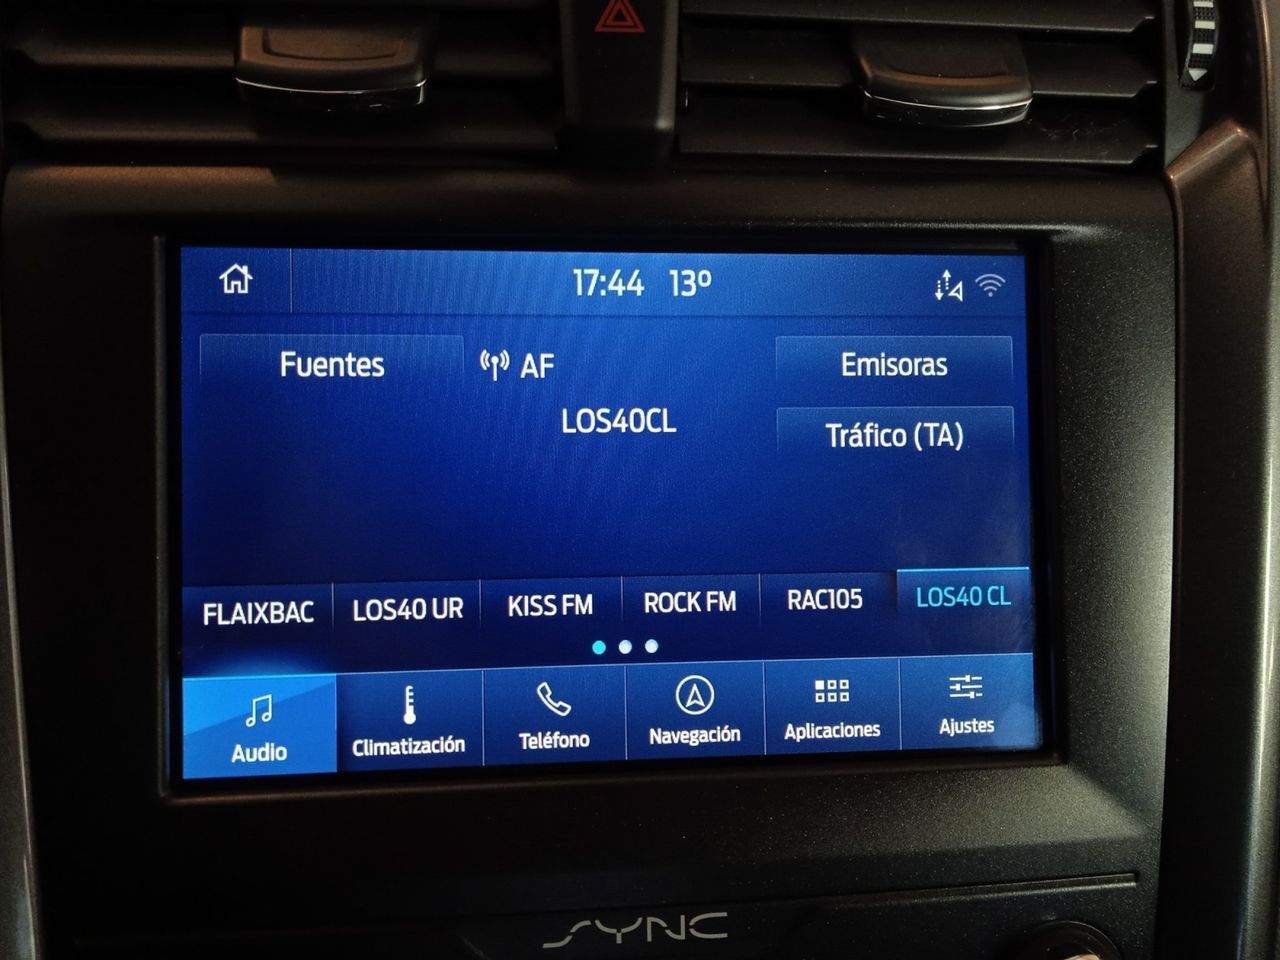 17:44 13º
Fuentes
AF
Emisoras
LOS40CL
Tráfico (TA)
FLAIXBAC
LOS40 UR
KISS FM
ROCK FM
RAC105
LOS40 CL
Audio
Climatización
Teléfono
Navegación
Aplicaciones
Ajustes
SYNC